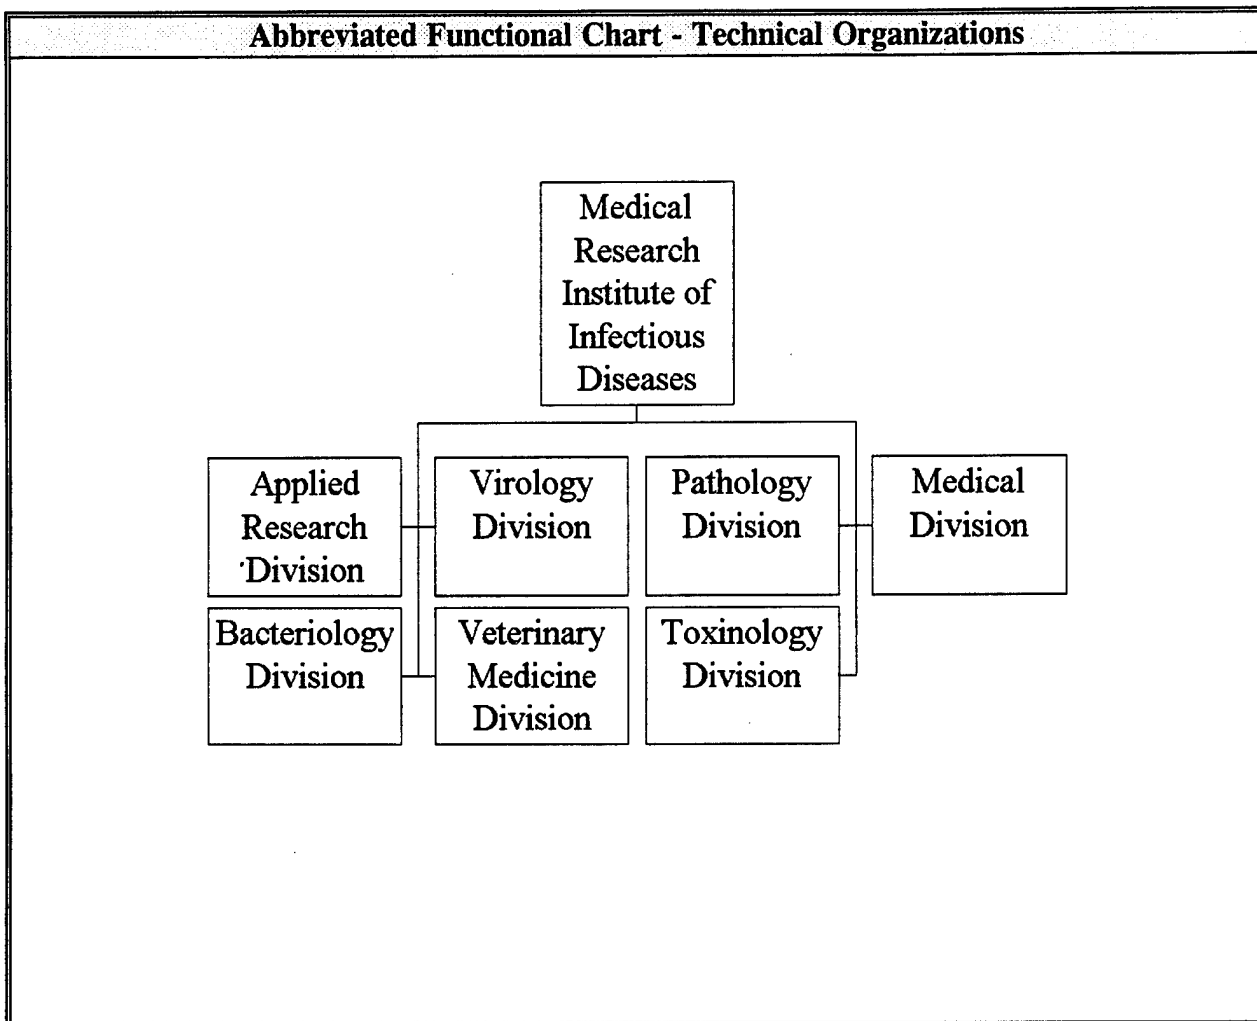 Abbreviated Functional Chart - Technical Organizations
Medical
Research
Institute of
Infectious
Diseases
Applied
Research
Division
Virology
Division
Pathology
Division
Medical
Division
Bacteriology
Division
Veterinary
Medicine
Division
Toxinology
Division